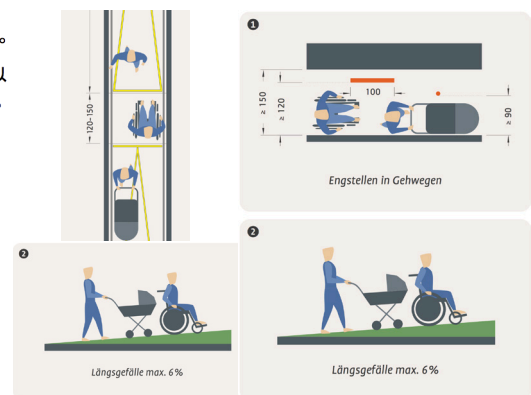 120–150
1
≥ 150
≥ 120
100
≥ 90
Engstellen in Gehwegen
2
Längsgefälle max. 6%
2
Längsgefälle max. 6%